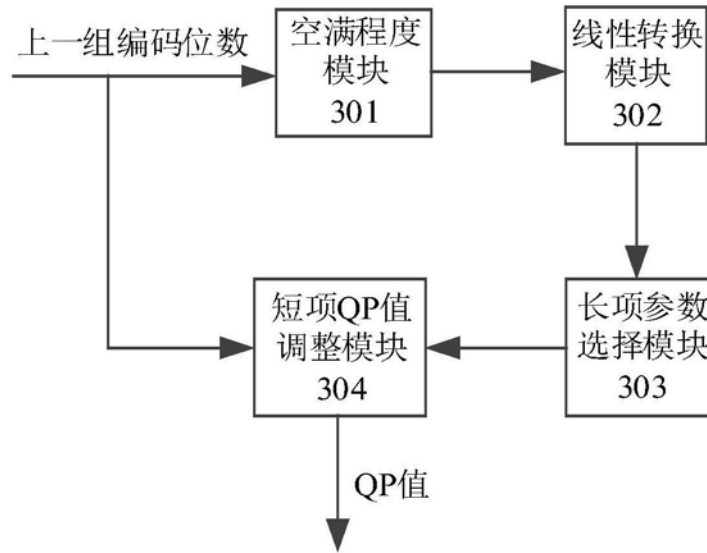 上一组编码位数
空满程度
模块
301
线性转换
模块
302
短项QP值
调整模块
304
长项参数
选择模块
303
QP值